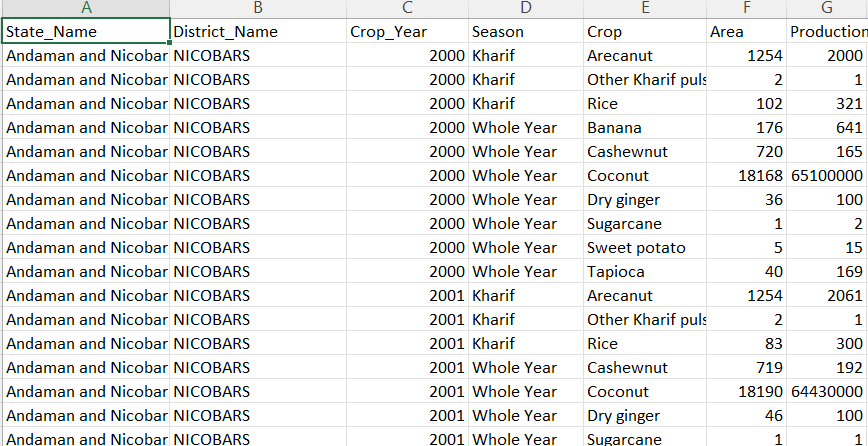 A B C D E F G
State_Name District_Name Crop_Year Season Crop Area Production
Andaman and Nicobar NICOBARS 2000 Kharif Arecanut 1254 2000
Andaman and Nicobar NICOBARS 2000 Kharif Other Kharif puls 2 1
Andaman and Nicobar NICOBARS 2000 Kharif Rice 102 321
Andaman and Nicobar NICOBARS 2000 Whole Year Banana 176 641
Andaman and Nicobar NICOBARS 2000 Whole Year Cashewnut 720 165
Andaman and Nicobar NICOBARS 2000 Whole Year Coconut 18168 65100000
Andaman and Nicobar NICOBARS 2000 Whole Year Dry ginger 36 100
Andaman and Nicobar NICOBARS 2000 Whole Year Sugarcane 1 2
Andaman and Nicobar NICOBARS 2000 Whole Year Sweet potato 5 15
Andaman and Nicobar NICOBARS 2000 Whole Year Tapioca 40 169
Andaman and Nicobar NICOBARS 2001 Kharif Arecanut 1254 2061
Andaman and Nicobar NICOBARS 2001 Kharif Other Kharif puls 2 1
Andaman and Nicobar NICOBARS 2001 Kharif Rice 83 300
Andaman and Nicobar NICOBARS 2001 Whole Year Cashewnut 719 192
Andaman and Nicobar NICOBARS 2001 Whole Year Coconut 18190 64430000
Andaman and Nicobar NICOBARS 2001 Whole Year Dry ginger 46 100
Andaman and Nicobar NICOBARS 2001 Whole Year Sugarcane 1 1